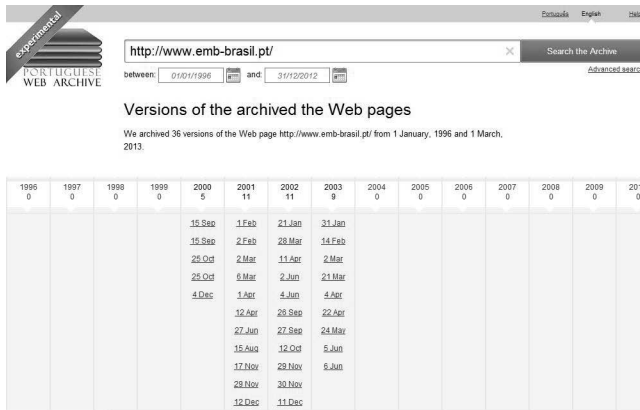 Português English Help
experimental
http://www.emb-brasil.pt/ × Search the Archive
PORTUGUESE
WEB ARCHIVE
between: 01/01/1996 and: 31/12/2012
Advanced searc
Versions of the archived the Web pages
We archived 36 versions of the Web page http://www.emb-brasil.pt/ from 1 January, 1996 and 1 March,
2013.
1996 1997 1998 1999 2000 2001 2002 2003 2004 2005 2006 2007 2008 2009 201
0 0 0 0 5 11 11 9 0 0 0 0 0 0 0
15 Sep 1 Feb 21 Jan 31 Jan
15 Sep 2 Feb 28 Mar 14 Feb
25 Oct 2 Mar 11 Apr 2 Mar
25 Oct 6 Mar 2 Jun 21 Mar
4 Dec 1 Apr 4 Jun 4 Apr
12 Apr 26 Sep 22 Apr
27 Jun 27 Sep 24 May
15 Aug 12 Oct 5 Jun
17 Nov 29 Nov 6 Jun
29 Nov 30 Nov
12 Dec 11 Dec